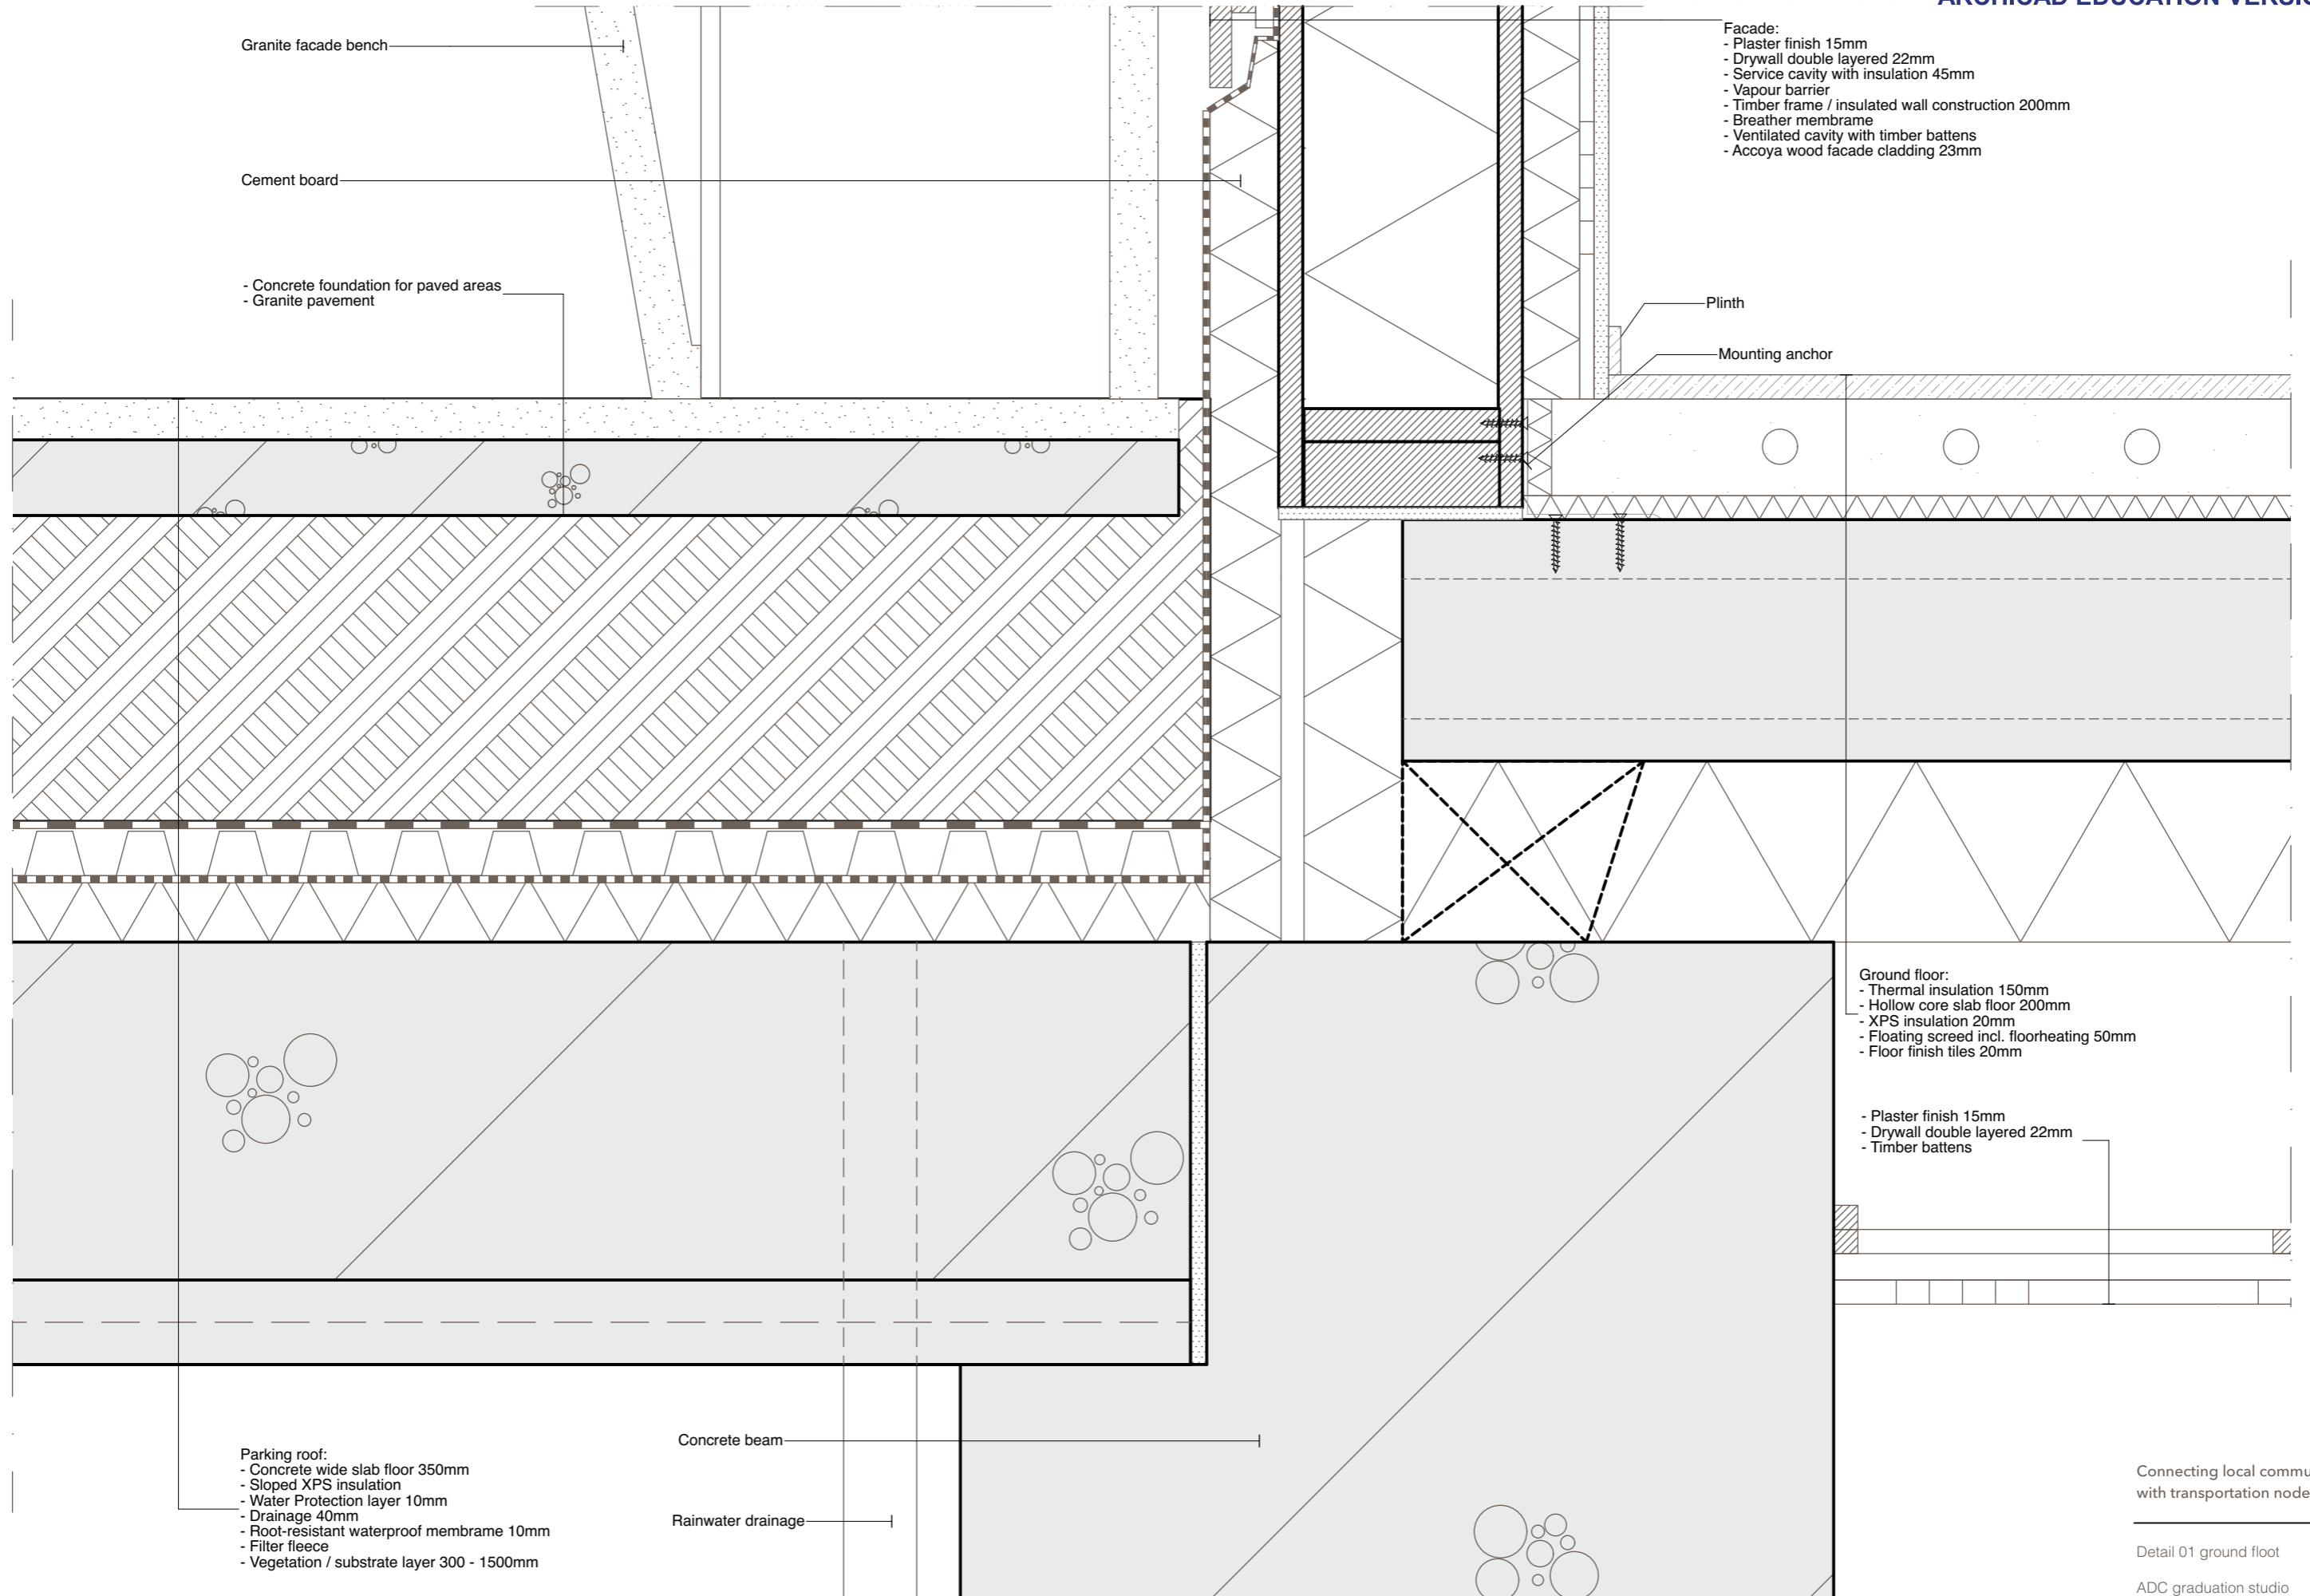 Granite facade bench
Facade:
- Plaster finish 15mm
- Drywall double layered 22mm
- Service cavity with insulation 45mm
- Vapour barrier
- Timber frame / insulated wall construction 200mm
- Breather membrame
- Ventilated cavity with timber battens
- Accoya wood facade cladding 23mm
Cement board
- Concrete foundation for paved areas
- Granite pavement
Plinth
Mounting anchor
Ground floor:
- Thermal insulation 150mm
- Hollow core slab floor 200mm
- XPS insulation 20mm
- Floating screed incl. floorheating 50mm
- Floor finish tiles 20mm
- Plaster finish 15mm
- Drywall double layered 22mm
- Timber battens
Concrete beam
Parking roof:
- Concrete wide slab floor 350mm
- Sloped XPS insulation
- Water Protection layer 10mm
- Drainage 40mm
- Root-resistant waterproof membrame 10mm
- Filter fleece
- Vegetation / substrate layer 300 - 1500mm
Rainwater drainage
Connecting local commu
with transportation node
Detail 01 ground floot
ADC graduation studio